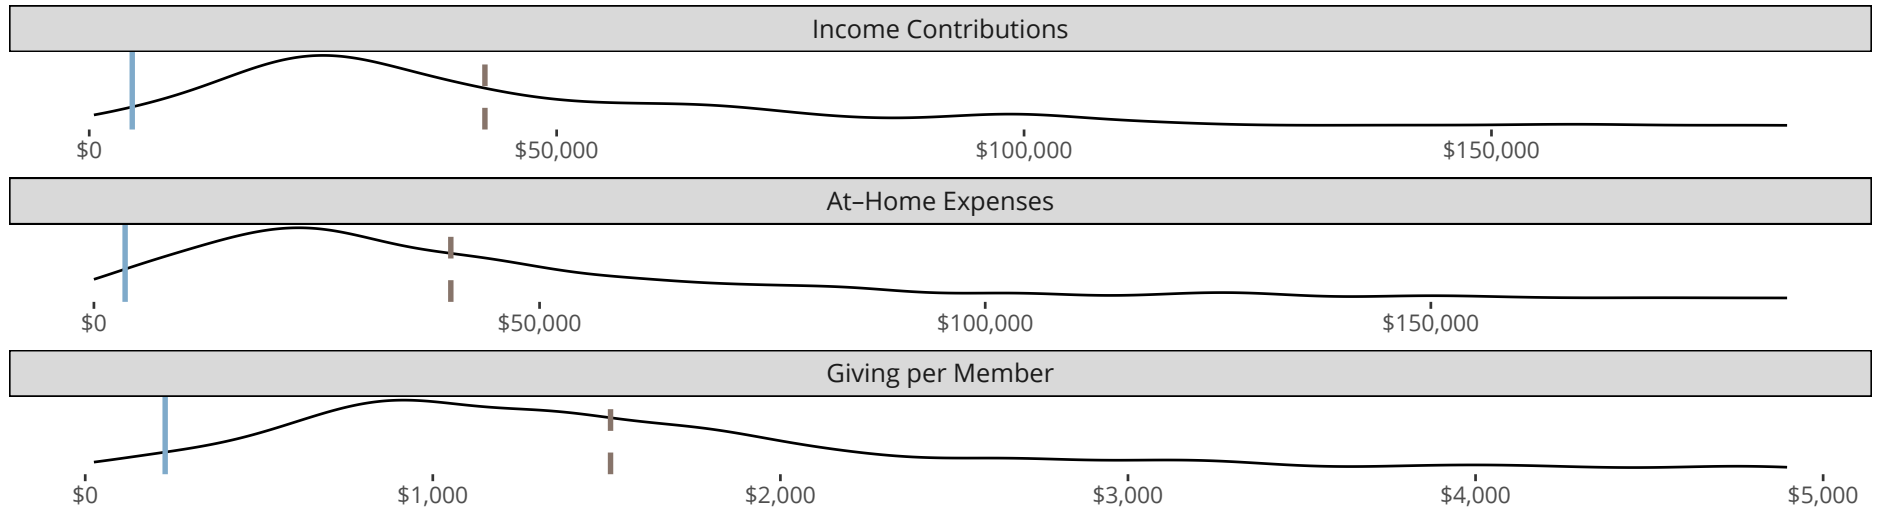 Income Contributions
$0 $50,000 $100,000 $150,000
At–Home Expenses
$0 $50,000 $100,000 $150,000
Giving per Member
$0 $1,000 $2,000 $3,000 $4,000 $5,000